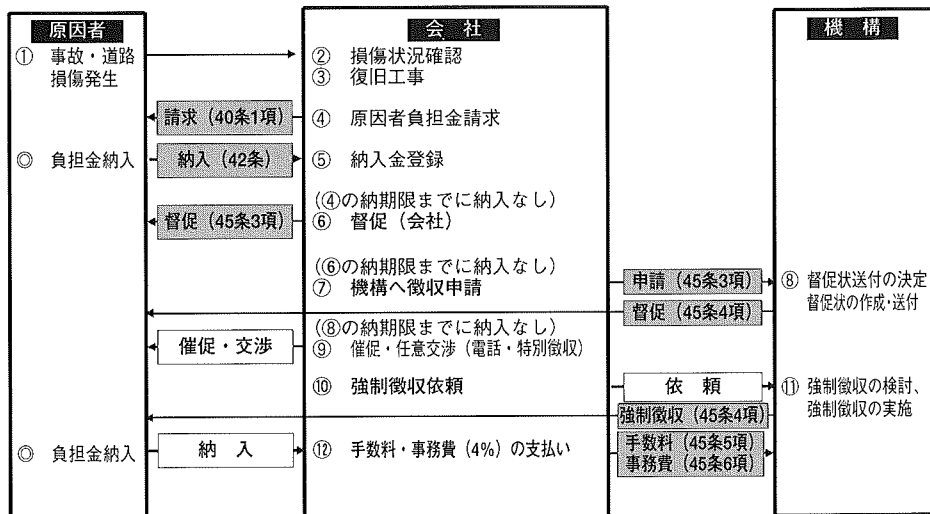 原因者
会社
機構
① 事故・道路
損傷発生
② 損傷状況確認
③ 復旧工事
請求（40条1項）
④ 原因者負担金請求
◎ 負担金納入
納入（42条）
⑤ 納入金登録
（④の納期限までに納入なし）
督促（45条3項）
⑥ 督促（会社）
（⑥の納期限までに納入なし）
⑦ 機構へ徴収申請
申請（45条3項）
⑧ 督促状送付の決定
督促状の作成・送付
督促（45条4項）
（⑧の納期限までに納入なし）
催促・交渉
⑨ 催促・任意交渉（電話・特別徴収）
⑩ 強制徴収依頼
依頼
⑪ 強制徴収の検討、
強制徴収の実施
強制徴収（45条4項）
◎ 負担金納入
納入
⑫ 手数料・事務費（4%）の支払い
手数料（45条5項）
事務費（45条6項）